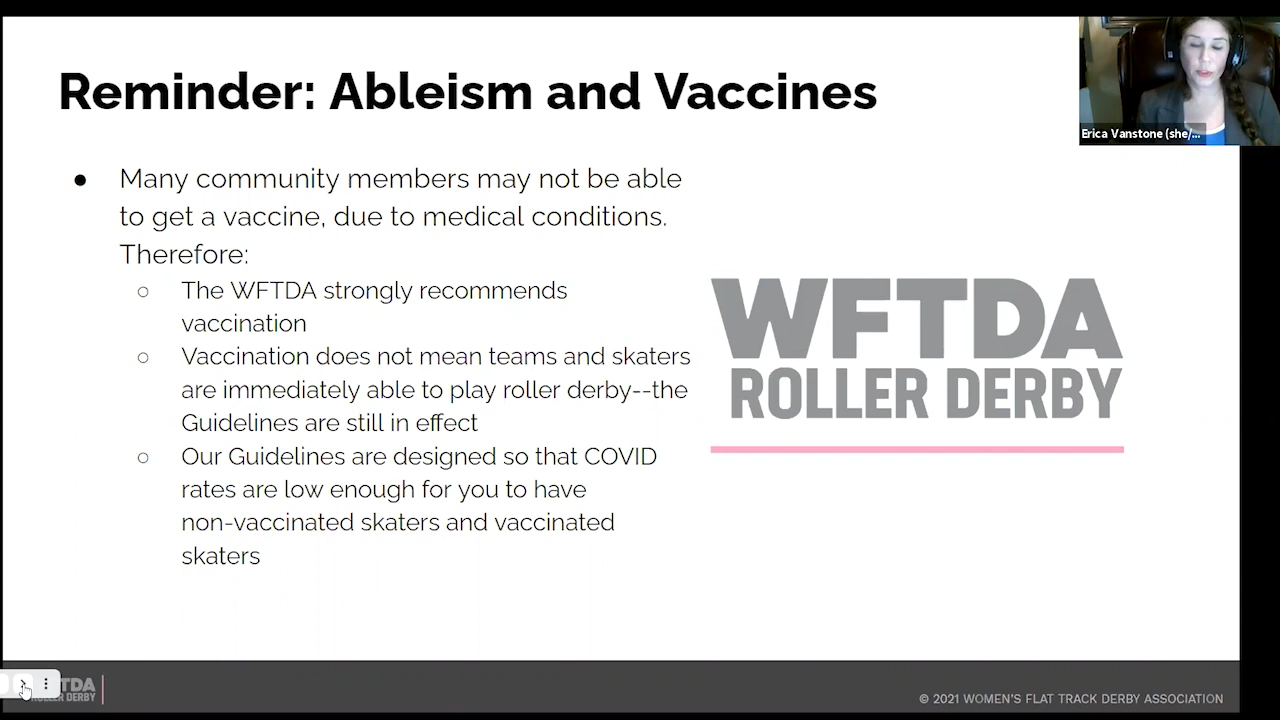 Reminder: Ableism and Vaccines
Erica Vanstone (she/...
● Many community members may not be able
to get a vaccine, due to medical conditions.
Therefore:
○ The WFTDA strongly recommends
vaccination
○ Vaccination does not mean teams and skaters
are immediately able to play roller derby--the
Guidelines are still in effect
○ Our Guidelines are designed so that COVID
rates are low enough for you to have
non-vaccinated skaters and vaccinated
skaters
WFTDA
ROLLER DERBY
© 2021 WOMEN'S FLAT TRACK DERBY ASSOCIATION